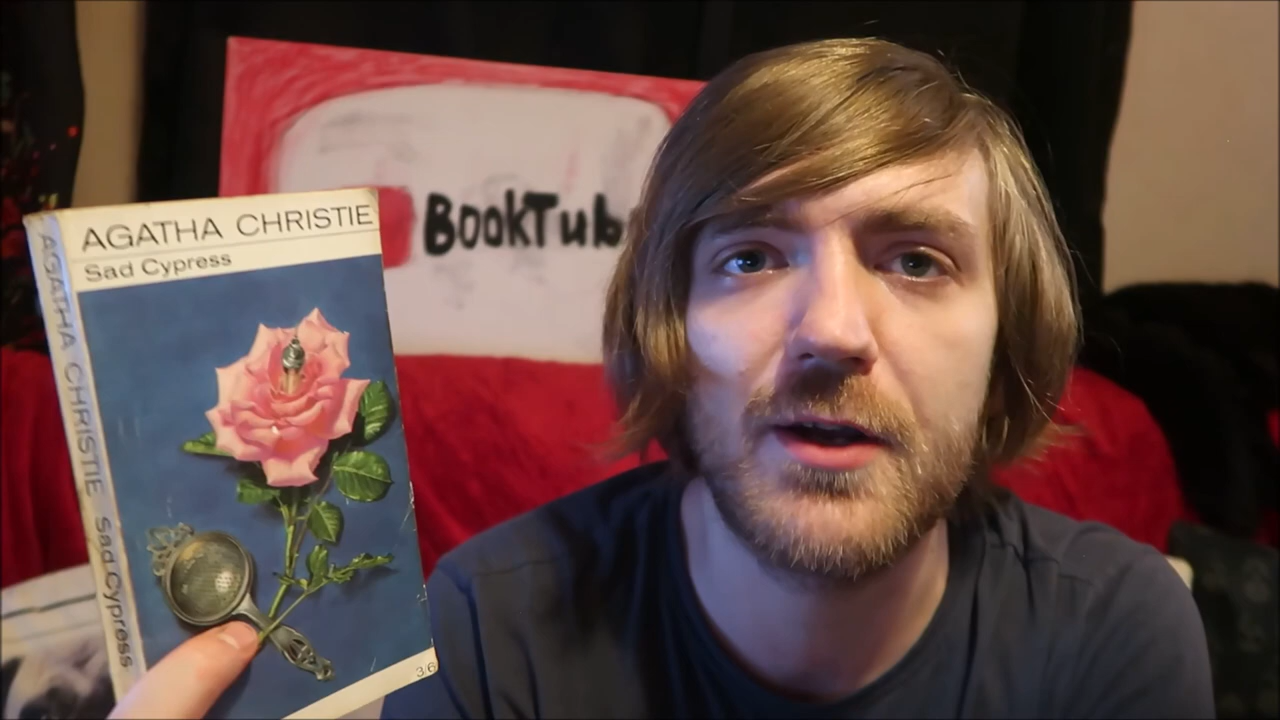 AGATHA CHRISTIE
Sad Cypress
AGATHA CHRISTIE Sad Cypress
3/6
BookTub